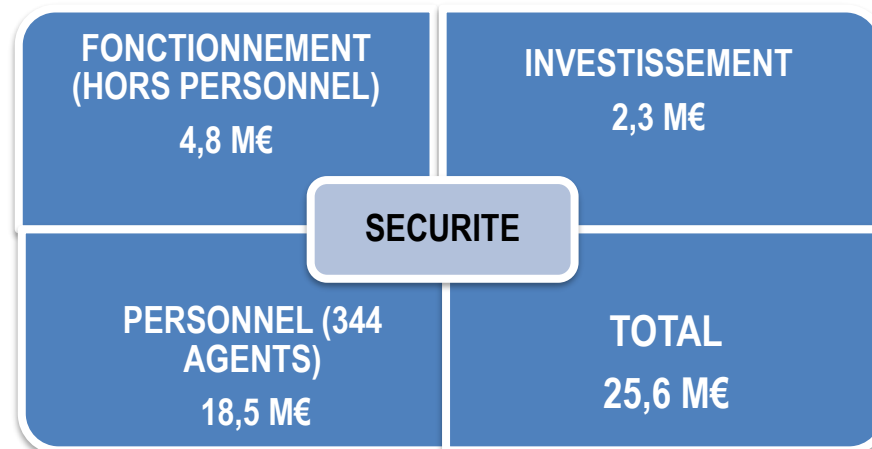 FONCTIONNEMENT
(HORS PERSONNEL)
4,8 M€
INVESTISSEMENT
2,3 M€
SECURITE
PERSONNEL (344
AGENTS)
18,5 M€
TOTAL
25,6 M€